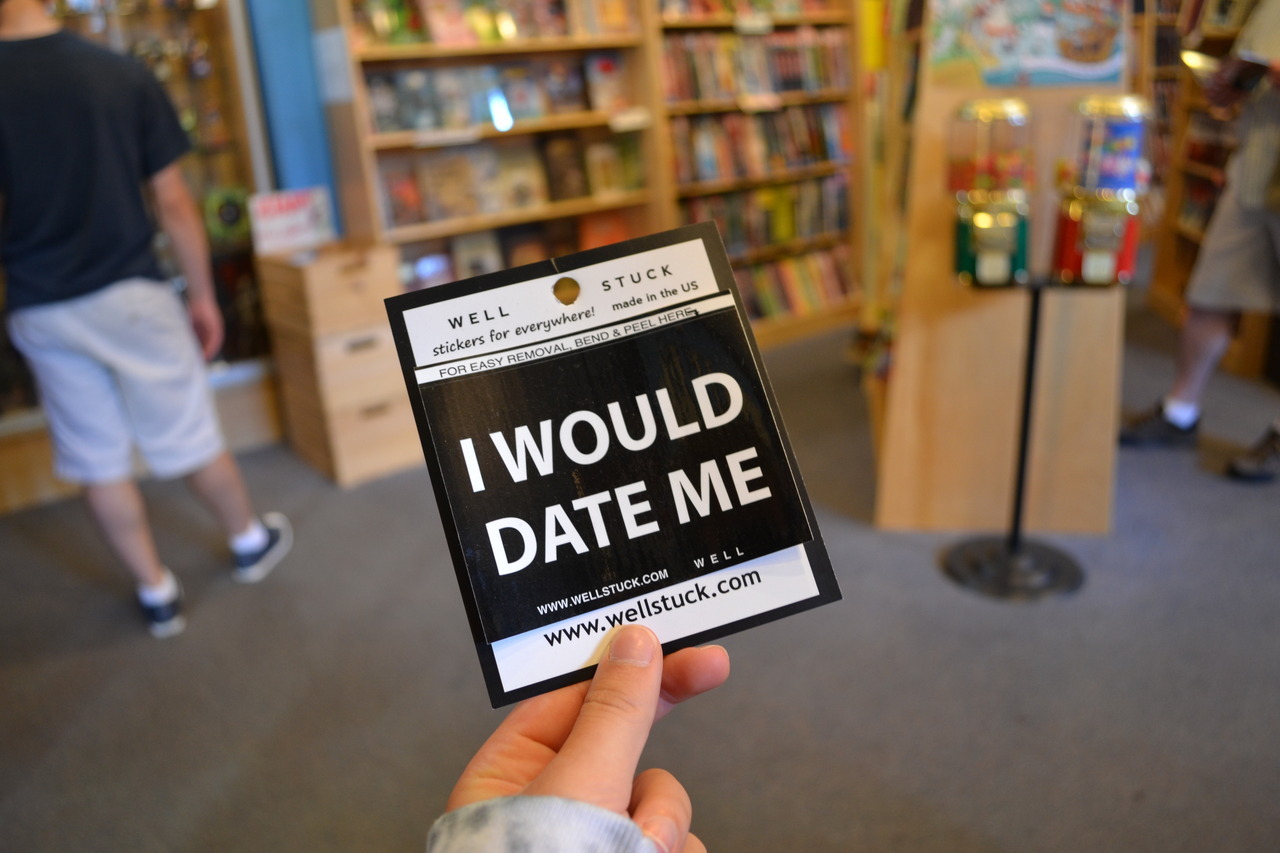 WELL STUCK
stickers for everywhere! made in the US
FOR EASY REMOVAL, BEND & PEEL HERE
I WOULD
DATE ME
WWW.WELLSTUCK.COM WELL
www.wellstuck.com